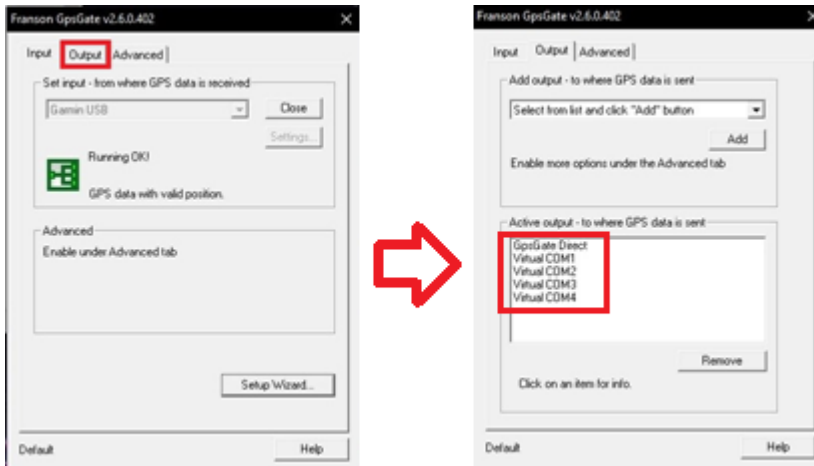 Franson GpsGate v2.6.0.402
Input Output Advanced
Set input - from where GPS data is received
Garmin USB
Close
Settings...
Running OK!
GPS data with valid position.
Advanced
Enable under Advanced tab
Setup Wizard...
Default
Help
Franson GpsGate v2.6.0.402
Input Output Advanced
Add output - to where GPS data is sent
Select from list and click "Add" button
Add
Enable more options under the Advanced tab
Active output - to where GPS data is sent
GpsGate Direct
Virtual COM1
Virtual COM2
Virtual COM3
Virtual COM4
Remove
Click on an item for info.
Default
Help